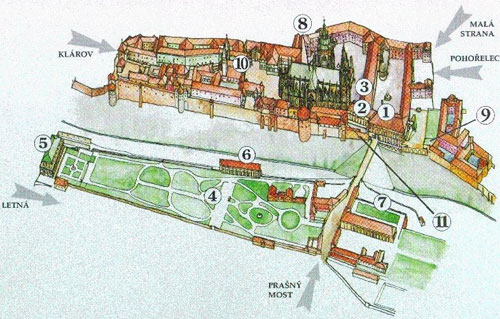 MALÁ
STRANA
KLÁROV
POHOŘELEC
8
10
3
2
1
9
5
6
4
7
11
LETNÁ
PRAŠNÝ
MOST